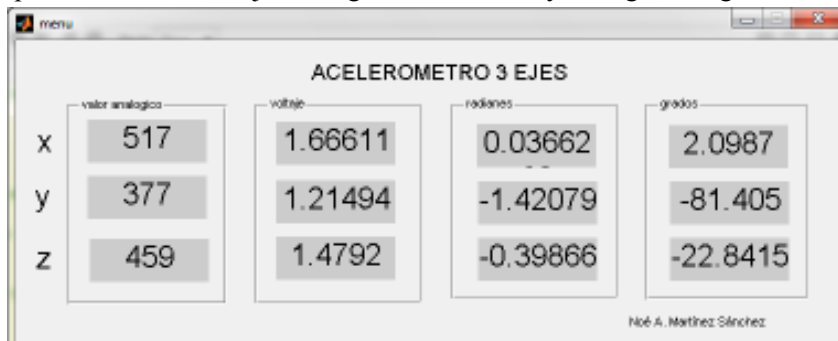 menu
ACELEROMETRO 3 EJES
valor analogico voltaje radianes grados
x 517 1.66611 0.03662 2.0987
y 377 1.21494 -1.42079 -81.405
z 459 1.4792 -0.39866 -22.8415
Noé A. Martínez Sánchez